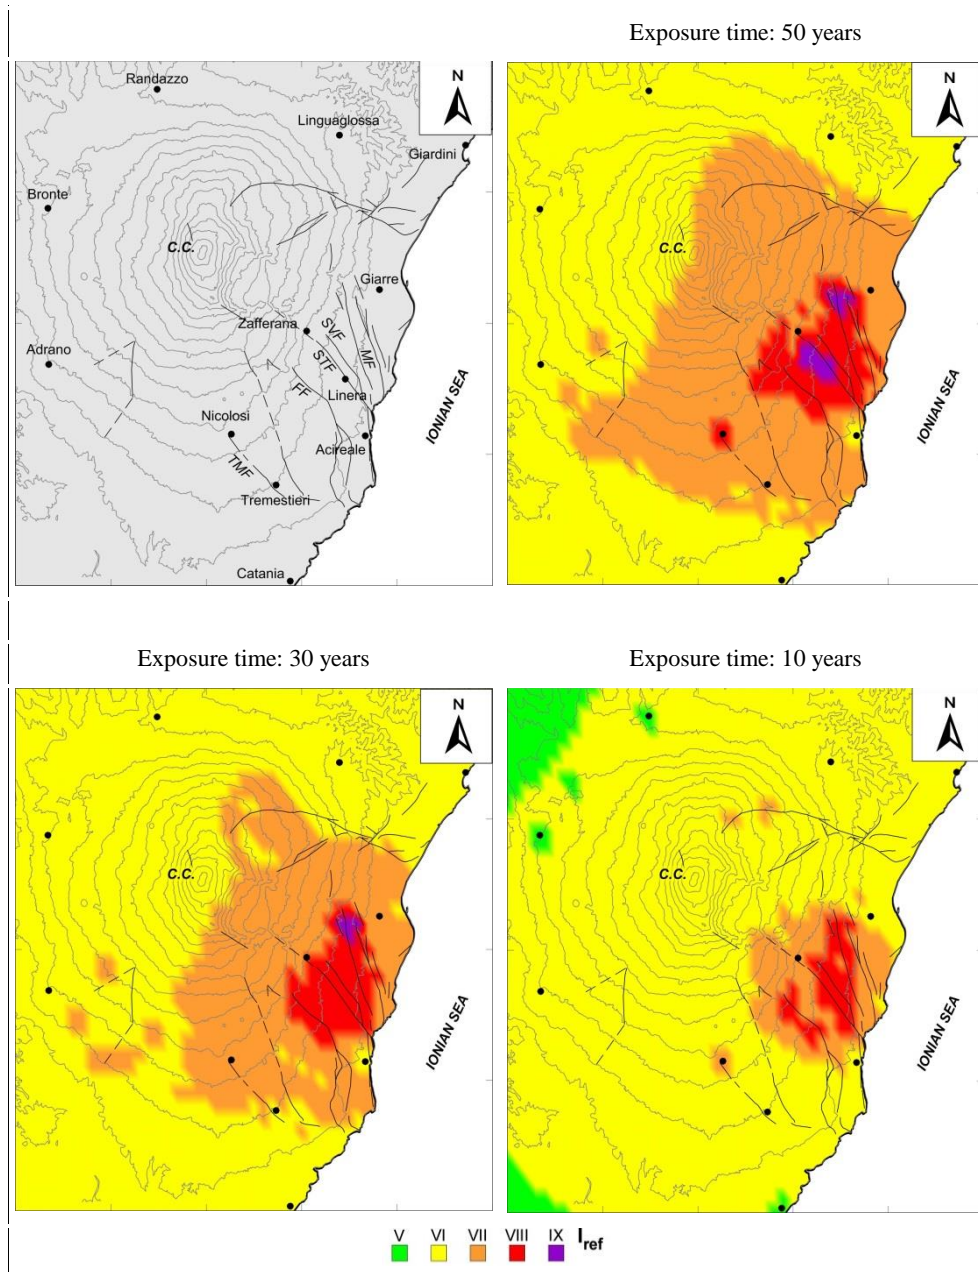 Exposure time: 50 years
Randazzo
N
N
Linguaglossa
Giardini
Bronte
C.C.
C.C.
Giarre
Zafferana
SVF
MF
Adrano
STF
FF
Linera
IONIAN SEA
IONIAN SEA
Nicolosi
Acireale
TMF
Tremestieri
Catania
Exposure time: 30 years
Exposure time: 10 years
N
N
C.C.
C.C.
IONIAN SEA
IONIAN SEA
V VI VII VIII IX I_ref